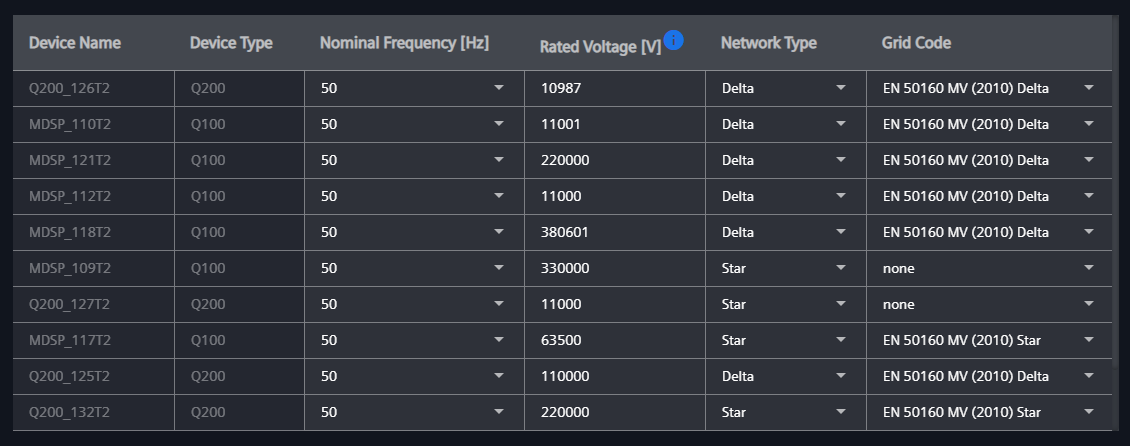 Device Name Device Type Nominal Frequency [Hz] Rated Voltage [V] i Network Type Grid Code
Q200_126T2 Q200 50 10987 Delta EN 50160 MV (2010) Delta
MDSP_110T2 Q100 50 11001 Delta EN 50160 MV (2010) Delta
MDSP_121T2 Q100 50 220000 Delta EN 50160 MV (2010) Delta
MDSP_112T2 Q100 50 11000 Delta EN 50160 MV (2010) Delta
MDSP_118T2 Q100 50 380601 Delta EN 50160 MV (2010) Delta
MDSP_109T2 Q100 50 330000 Star none
Q200_127T2 Q200 50 11000 Star none
MDSP_117T2 Q100 50 63500 Star EN 50160 MV (2010) Star
Q200_125T2 Q200 50 110000 Delta EN 50160 MV (2010) Delta
Q200_132T2 Q200 50 220000 Star EN 50160 MV (2010) Star